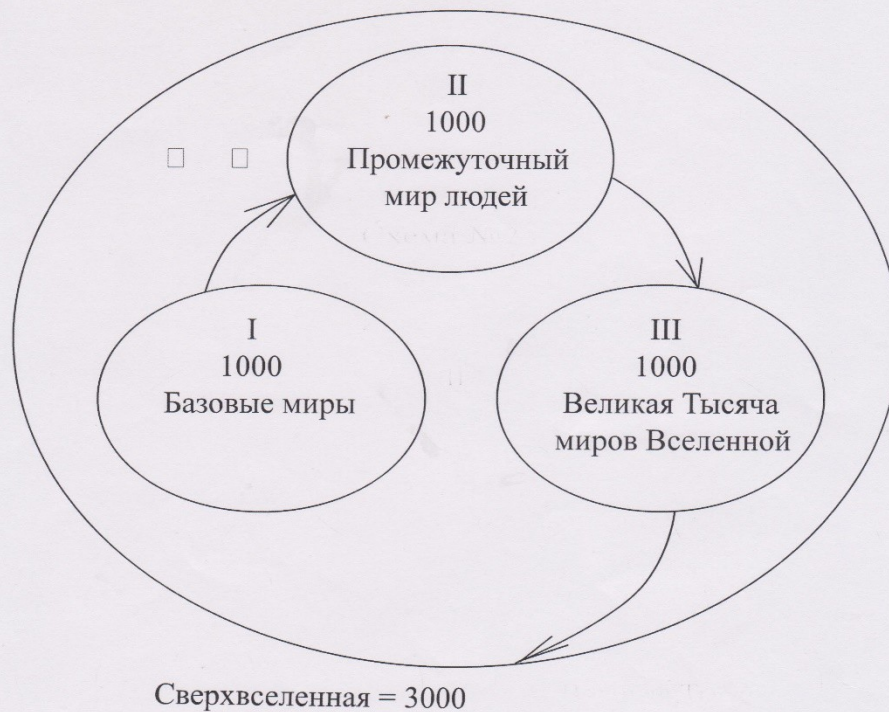 II
1000
Промежуточный
мир людей
I
1000
Базовые миры
III
1000
Великая Тысяча
миров Вселенной
Сверхвселенная = 3000